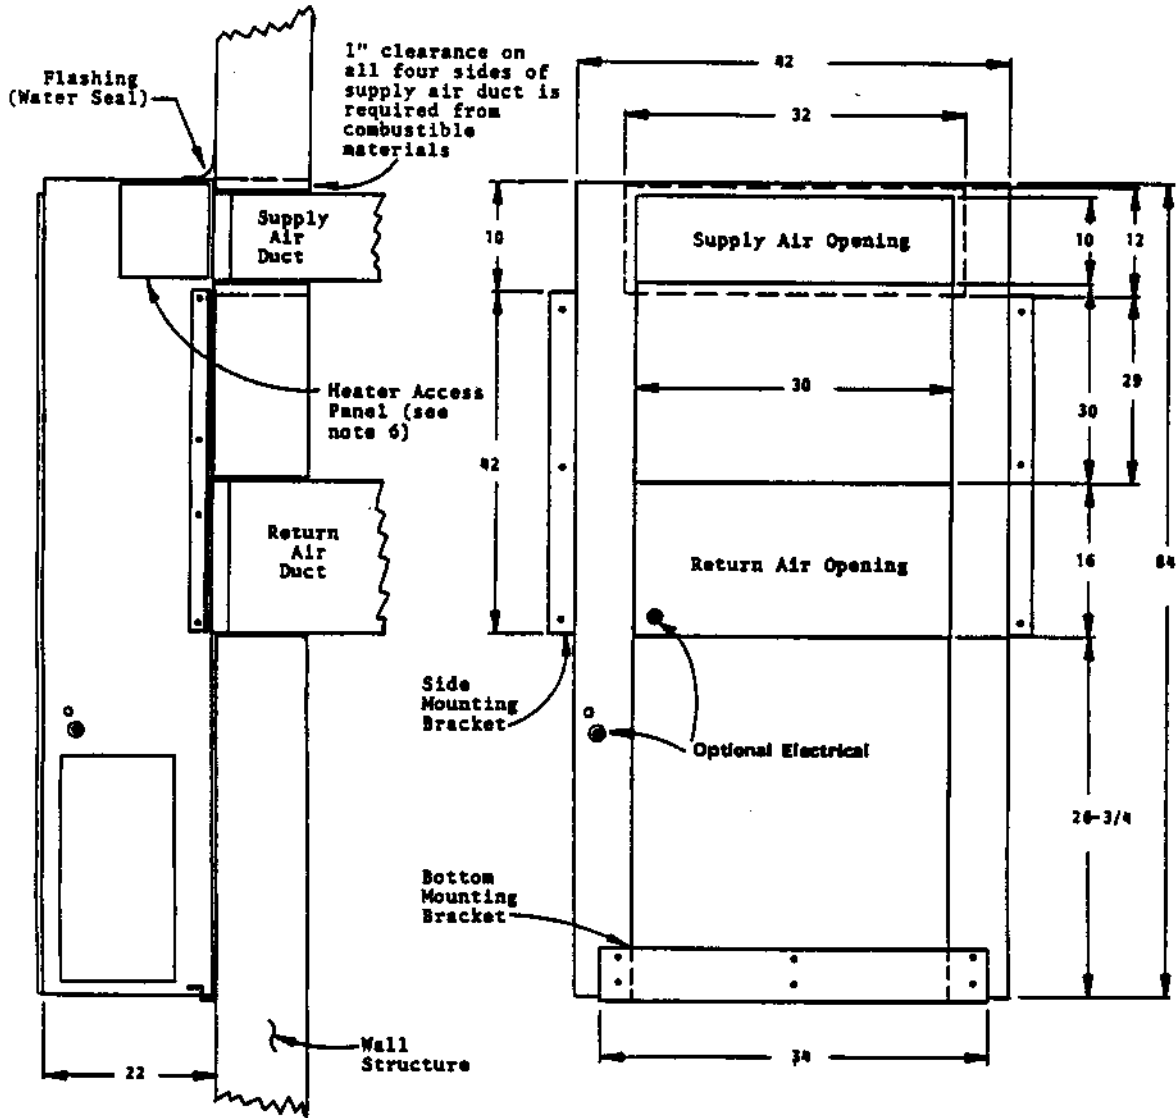 Flashing
(Water Seal)
1" clearance on
all four sides of
supply air duct is
required from
combustible
materials
Supply
Air
Duct
Heater Access
Panel (see
note 6)
Return
Air
Duct
Wall
Structure
22
42
32
10
Supply Air Opening
10
12
30
29
30
42
Return Air Opening
16
84
Side
Mounting
Bracket
Optional Electrical
26-3/4
Bottom
Mounting
Bracket
34